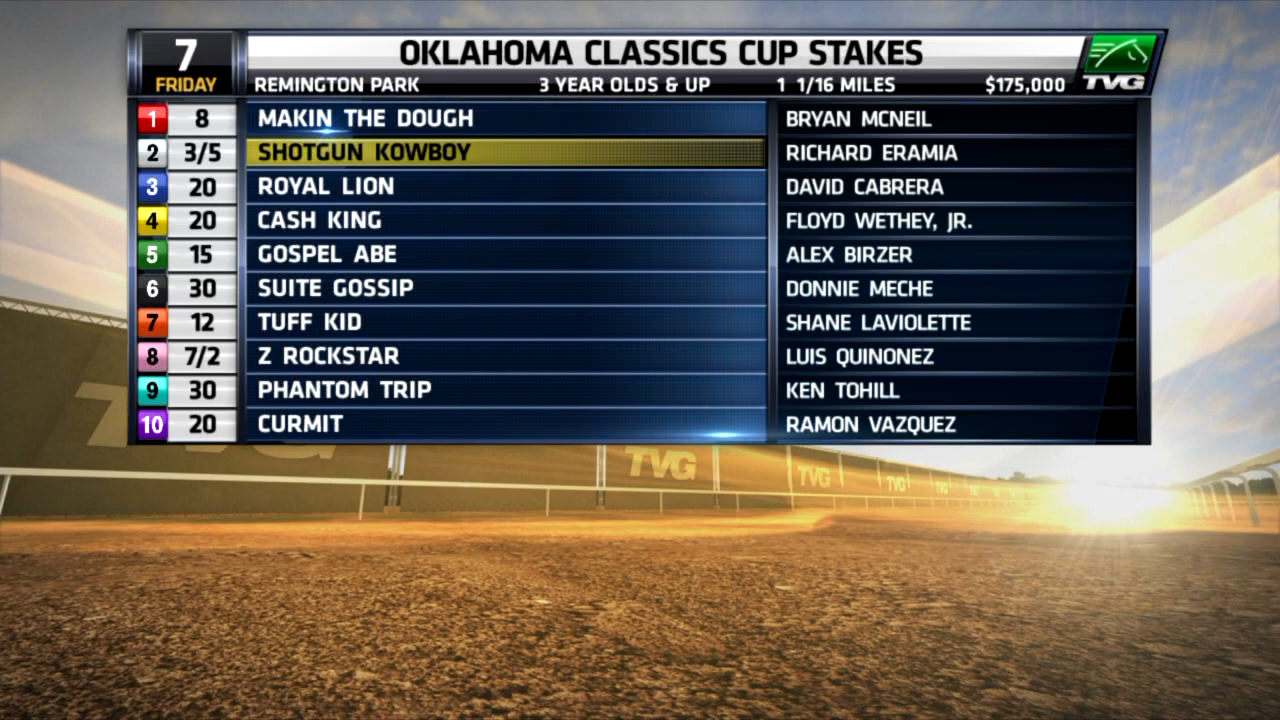 7
FRIDAY
OKLAHOMA CLASSICS CUP STAKES
REMINGTON PARK 3 YEAR OLDS & UP 1 1/16 MILES $175,000
TVG
1 8 MAKIN THE DOUGH BRYAN MCNEIL
2 3/5 SHOTGUN KOWBOY RICHARD ERAMIA
3 20 ROYAL LION DAVID CABRERA
4 20 CASH KING FLOYD WETHEY, JR.
5 15 GOSPEL ABE ALEX BIRZER
6 30 SUITE GOSSIP DONNIE MECHE
7 12 TUFF KID SHANE LAVIOLETTE
8 7/2 Z ROCKSTAR LUIS QUINONEZ
9 30 PHANTOM TRIP KEN TOHILL
10 20 CURMIT RAMON VAZQUEZ
TVG TVG TVG TVG TVG